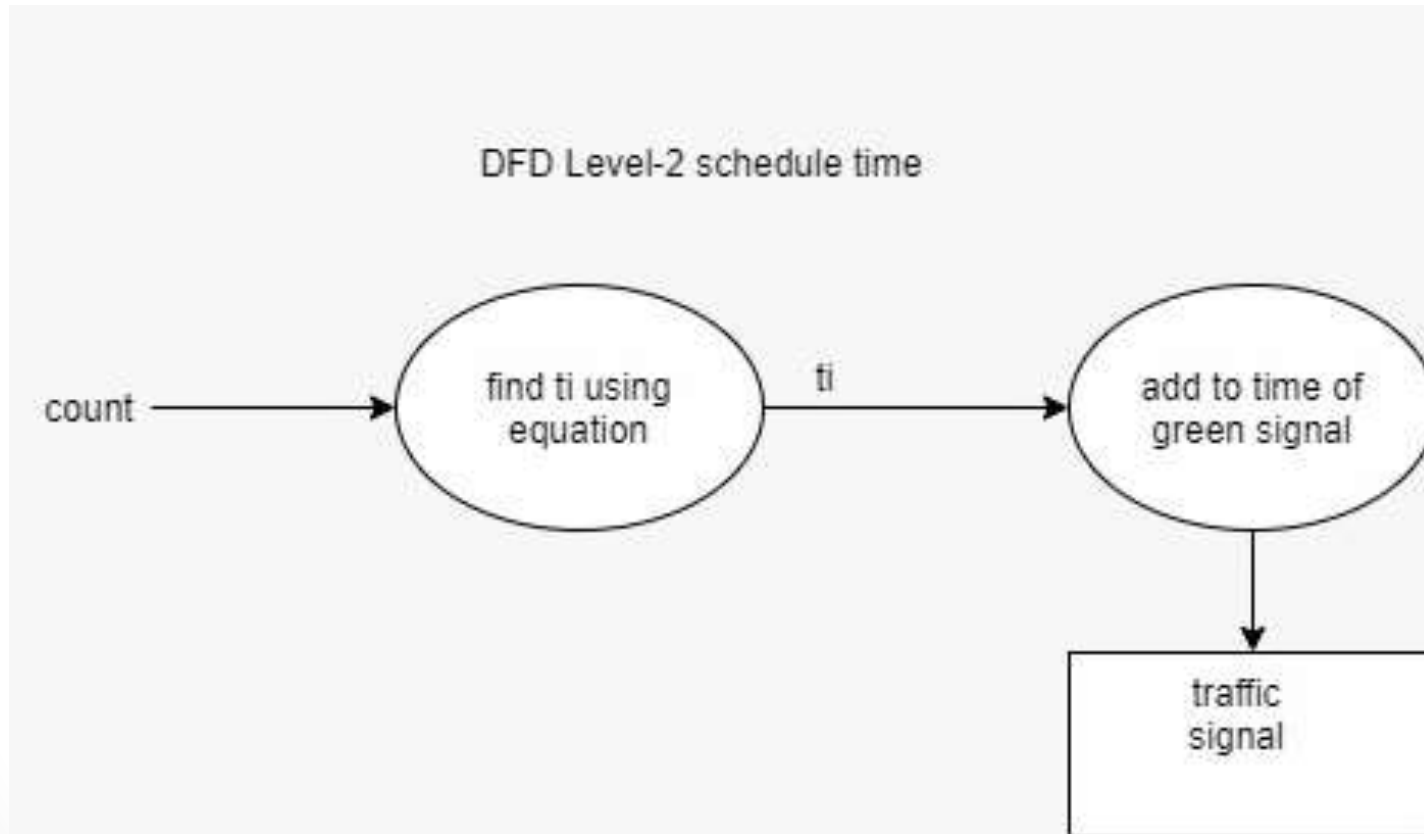 DFD Level-2 schedule time
count
find ti using
equation
ti
add to time of
green signal
traffic
signal